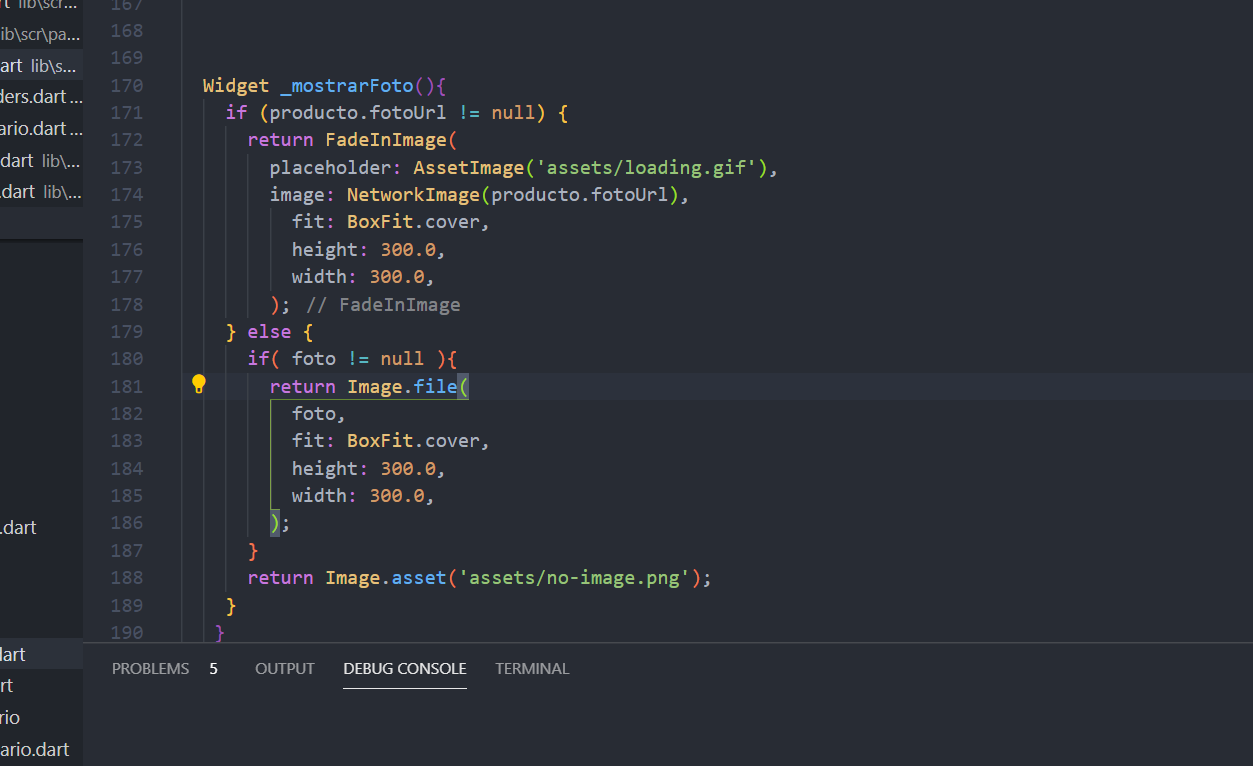 rt lib\scr...
lib\scr\pa...
art lib\s...
ders.dart ...
ario.dart ...
.dart lib\...
.dart lib\...
.dart
dart
rt
rio
ario.dart
167
168
169
170 Widget _mostrarFoto(){
171 if (producto.fotoUrl != null) {
172 return FadeInImage(
173 placeholder: AssetImage('assets/loading.gif'),
174 image: NetworkImage(producto.fotoUrl),
175 fit: BoxFit.cover,
176 height: 300.0,
177 width: 300.0,
178 ); // FadeInImage
179 } else {
180 if( foto != null ){
181 return Image.file(
182 foto,
183 fit: BoxFit.cover,
184 height: 300.0,
185 width: 300.0,
186 );
187 }
188 return Image.asset('assets/no-image.png');
189 }
190 }
PROBLEMS 5 OUTPUT DEBUG CONSOLE TERMINAL